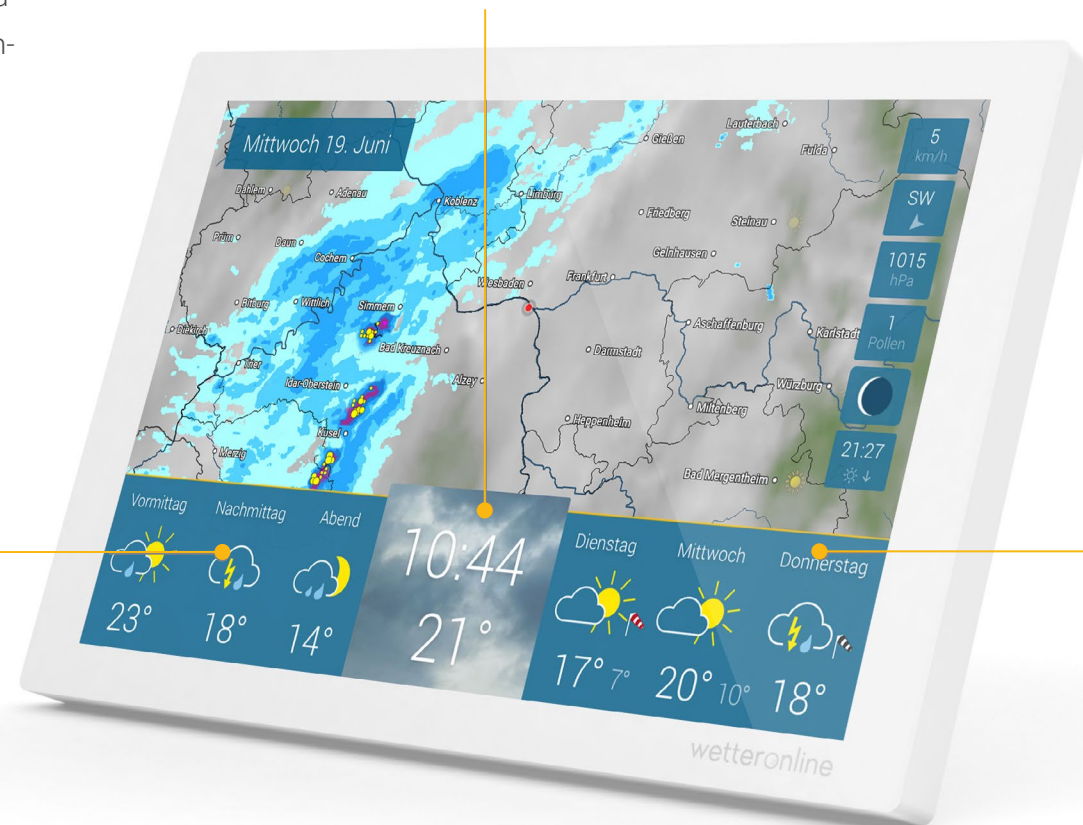 n-
Mittwoch 19. Juni
Lauterbach
Gießen
Fulda
5
km/h
Dahlem
Adenau
Koblenz
Limburg
Friedberg
Steinau
SW
Prüm
Daun
Cochem
Gelnhausen
1015
hPa
Wiesbaden
Frankfurt
Bitburg
Wittlich
Simmern
Diekirch
Bad Kreuznach
Aschaffenburg
Karlstadt
1
Pollen
Trier
Darmstadt
Idar-Oberstein
Alzey
Würzburg
Miltenberg
Kusel
Heppenheim
Merzig
Bad Mergentheim
21:27
Vormittag Nachmittag Abend
23° 18° 14°
10:44
21°
Dienstag Mittwoch Donnerstag
17° 7° 20° 10° 18°
wetteronline